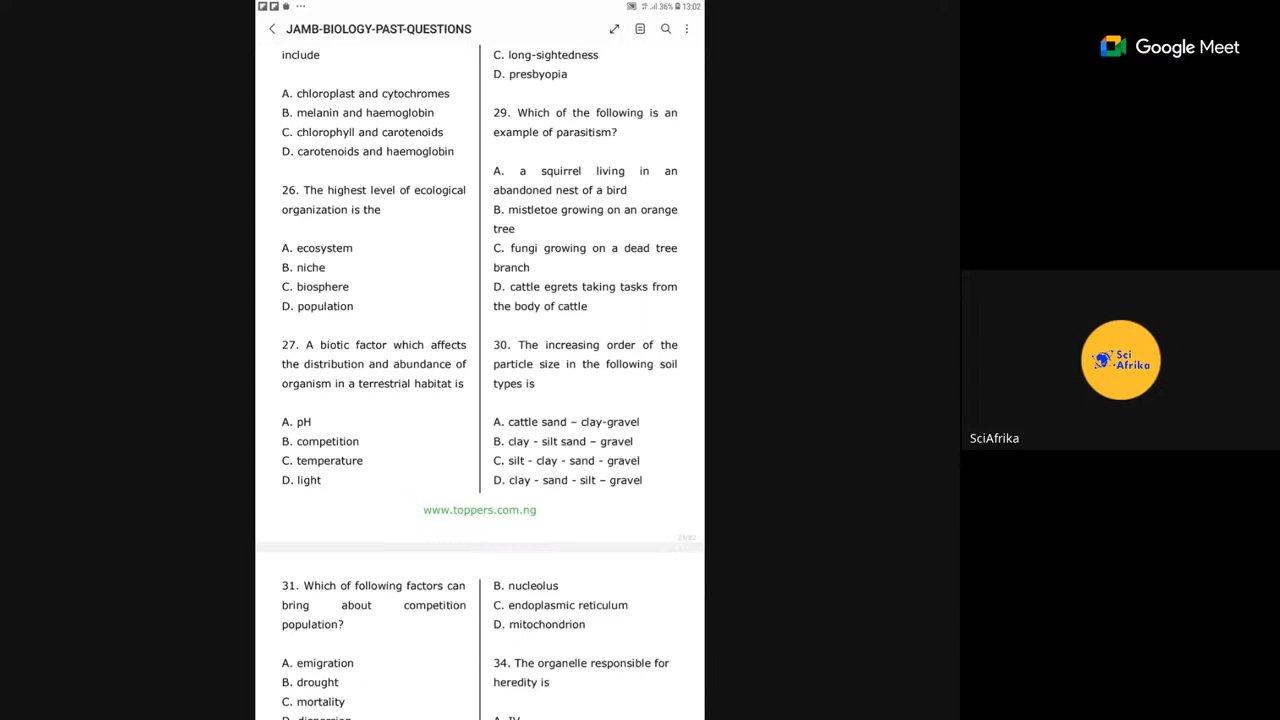 36% 13:02
JAMB-BIOLOGY-PAST-QUESTIONS
include
A. chloroplast and cytochromes
B. melanin and haemoglobin
C. chlorophyll and carotenoids
D. carotenoids and haemoglobin
26. The highest level of ecological
organization is the
A. ecosystem
B. niche
C. biosphere
D. population
27. A biotic factor which affects
the distribution and abundance of
organism in a terrestrial habitat is
A. pH
B. competition
C. temperature
D. light
C. long-sightedness
D. presbyopia
29. Which of the following is an
example of parasitism?
A. a squirrel living in an
abandoned nest of a bird
B. mistletoe growing on an orange
tree
C. fungi growing on a dead tree
branch
D. cattle egrets taking tasks from
the body of cattle
30. The increasing order of the
particle size in the following soil
types is
A. cattle sand – clay-gravel
B. clay - silt sand – gravel
C. silt - clay - sand - gravel
D. clay - sand - silt – gravel
www.toppers.com.ng
31. Which of following factors can
bring about competition
population?
A. emigration
B. drought
C. mortality
D. dispersion
B. nucleolus
C. endoplasmic reticulum
D. mitochondrion
34. The organelle responsible for
heredity is
A. IV
Google Meet
Sci
Afrika
SciAfrika